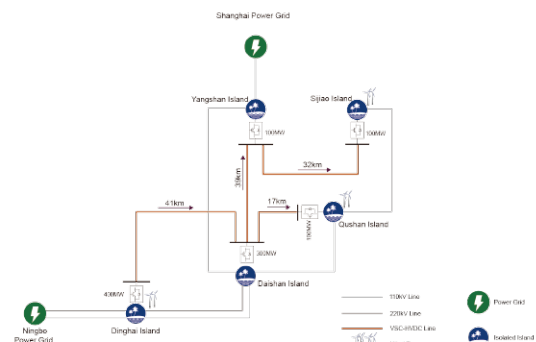 Shanghai Power Grid
Yangshan Island
Sijiao Island
100MW
100MW
32km
39km
41km
17km
100MW
Qushan Island
300MW
Daishan Island
400MW
Ningbo
Power Grid
Dinghai Island
110kV Line
220kV Line
VSC-HVDC Line
Power Grid
Isolated Island